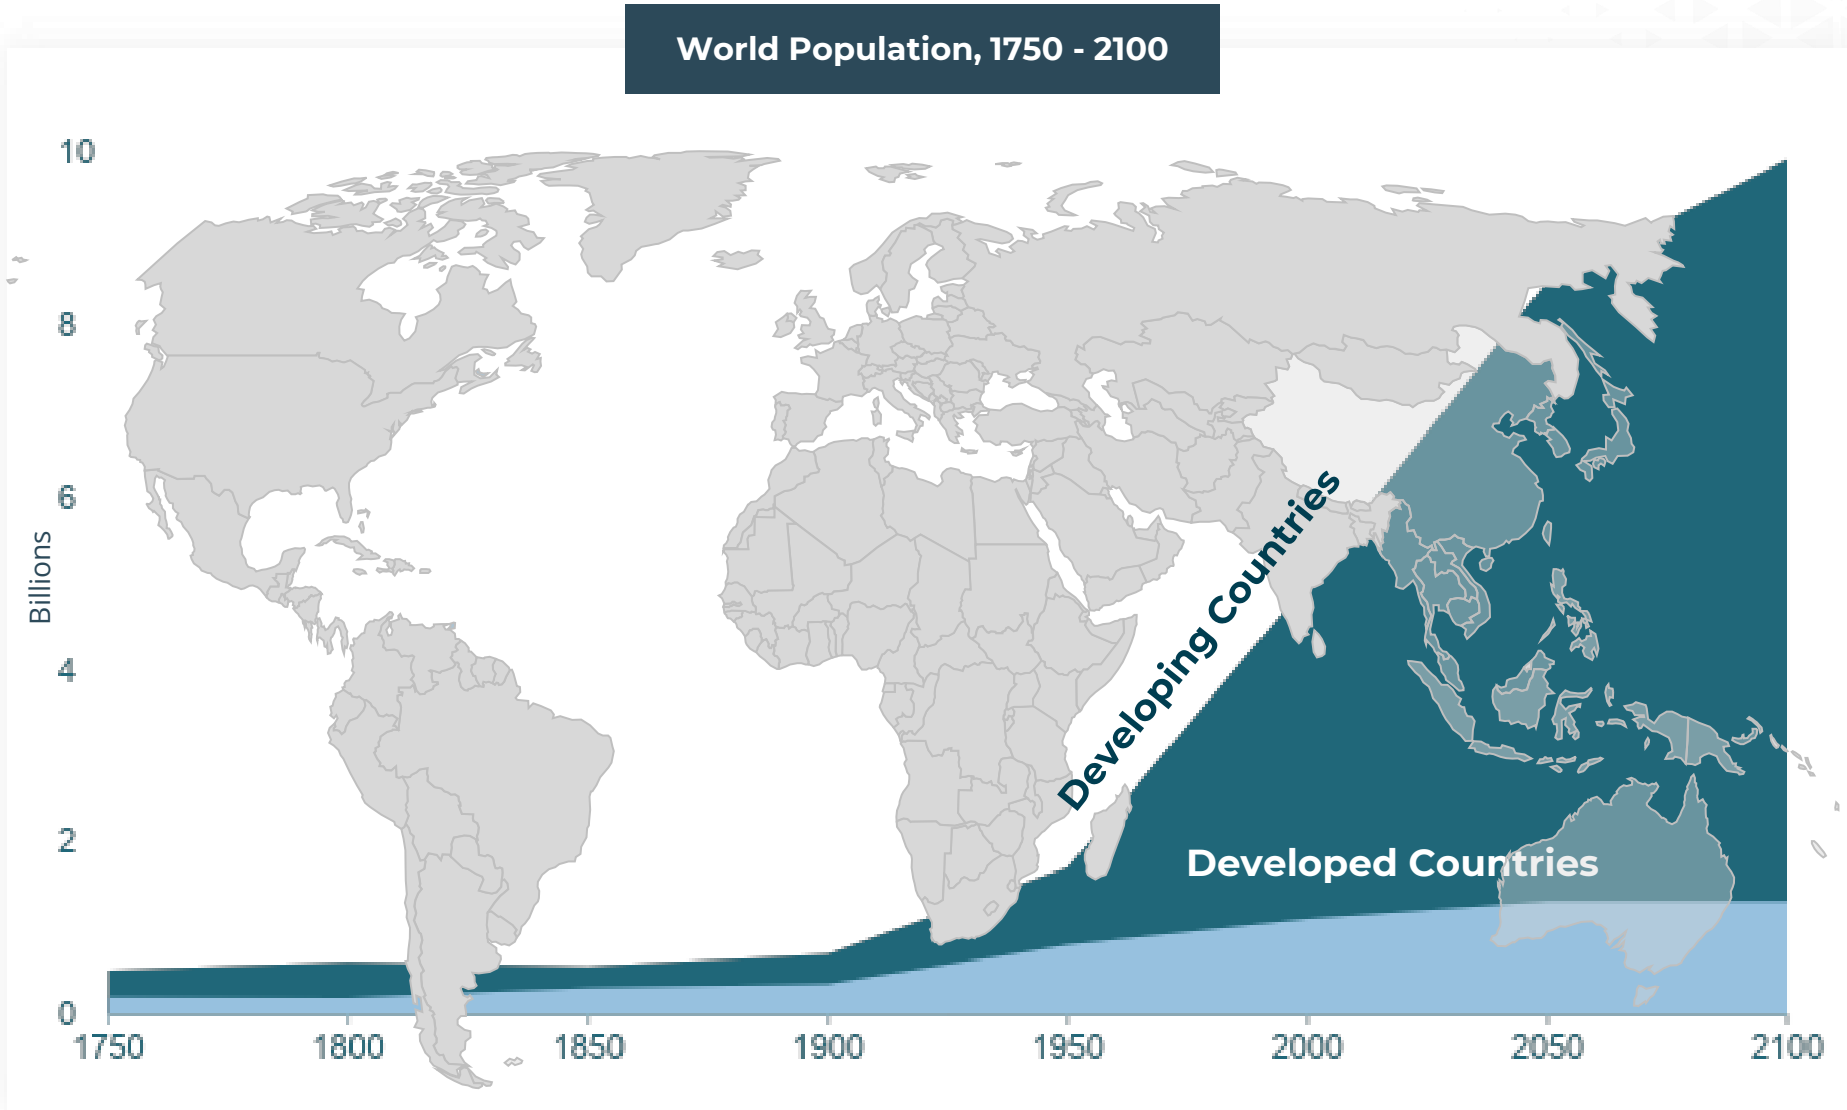 World Population, 1750 - 2100
10
8
6
4
2
0
Billions
Developing Countries
Developed Countries
1750 1800 1850 1900 1950 2000 2050 2100